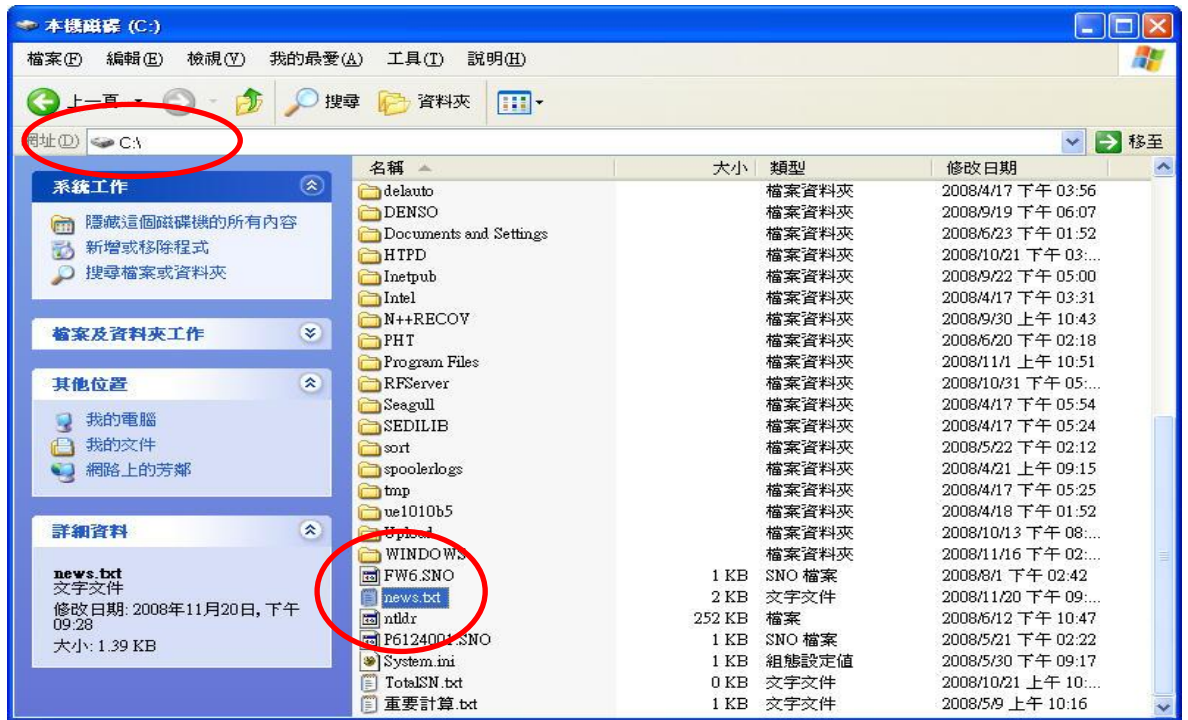 本機磁碟 (C:)
檔案(F) 編輯(E) 檢視(V) 我的最愛(A) 工具(T) 說明(H)
上一頁 搜尋 資料夾
網址(D) C:\ 移至
系統工作
隱藏這個磁碟機的所有內容
新增或移除程式
搜尋檔案或資料夾
檔案及資料夾工作
其他位置
我的電腦
我的文件
網路上的芳鄰
詳細資料
news.txt
文字文件
修改日期: 2008年11月20日, 下午
09:28
大小: 1.39 KB
名稱 大小 類型 修改日期
delauto 檔案資料夾 2008/4/17 下午 03:56
DENSO 檔案資料夾 2008/9/19 下午 06:07
Documents and Settings 檔案資料夾 2008/6/23 下午 01:52
HTPD 檔案資料夾 2008/10/21 下午 03:...
Inetpub 檔案資料夾 2008/9/22 下午 05:00
Intel 檔案資料夾 2008/4/17 下午 03:31
N++RECOV 檔案資料夾 2008/9/30 上午 10:43
PHT 檔案資料夾 2008/6/20 下午 02:18
Program Files 檔案資料夾 2008/11/1 上午 10:51
RFServer 檔案資料夾 2008/10/31 下午 05:...
Seagull 檔案資料夾 2008/4/17 下午 05:54
SEDILIB 檔案資料夾 2008/4/17 下午 05:24
sort 檔案資料夾 2008/5/22 下午 02:12
spoolerlogs 檔案資料夾 2008/4/21 上午 09:15
tmp 檔案資料夾 2008/4/17 下午 05:25
ue1010b5 檔案資料夾 2008/4/18 下午 01:52
Upload 檔案資料夾 2008/10/13 下午 08:...
WINDOWS 檔案資料夾 2008/11/16 下午 02:...
FW6.SNO 1 KB SNO 檔案 2008/8/1 下午 02:42
news.txt 2 KB 文字文件 2008/11/20 下午 09:...
ntldr 252 KB 檔案 2008/6/12 下午 10:47
P6124001.SNO 1 KB SNO 檔案 2008/5/21 下午 02:22
System.ini 1 KB 組態設定值 2008/5/30 下午 09:17
TotalSN.txt 0 KB 文字文件 2008/10/21 上午 10:...
重要計算.txt 1 KB 文字文件 2008/5/9 上午 10:16